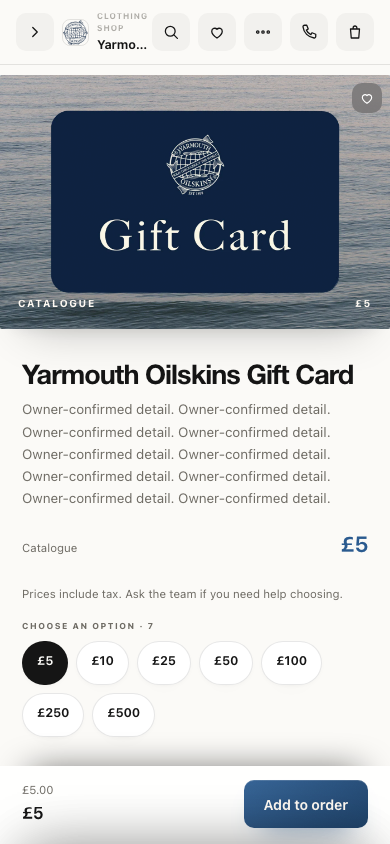 CLOTHING
SHOP
Yarmo...
YARMOUTH
OILSKINS
Gift Card
CATALOGUE
£5
Yarmouth Oilskins Gift Card
Owner-confirmed detail. Owner-confirmed detail.
Owner-confirmed detail. Owner-confirmed detail.
Owner-confirmed detail. Owner-confirmed detail.
Owner-confirmed detail. Owner-confirmed detail.
Owner-confirmed detail. Owner-confirmed detail.
Catalogue
£5
Prices include tax. Ask the team if you need help choosing.
CHOOSE AN OPTION · 7
£5 £10 £25 £50 £100
£250 £500
£5.00
£5
Add to order